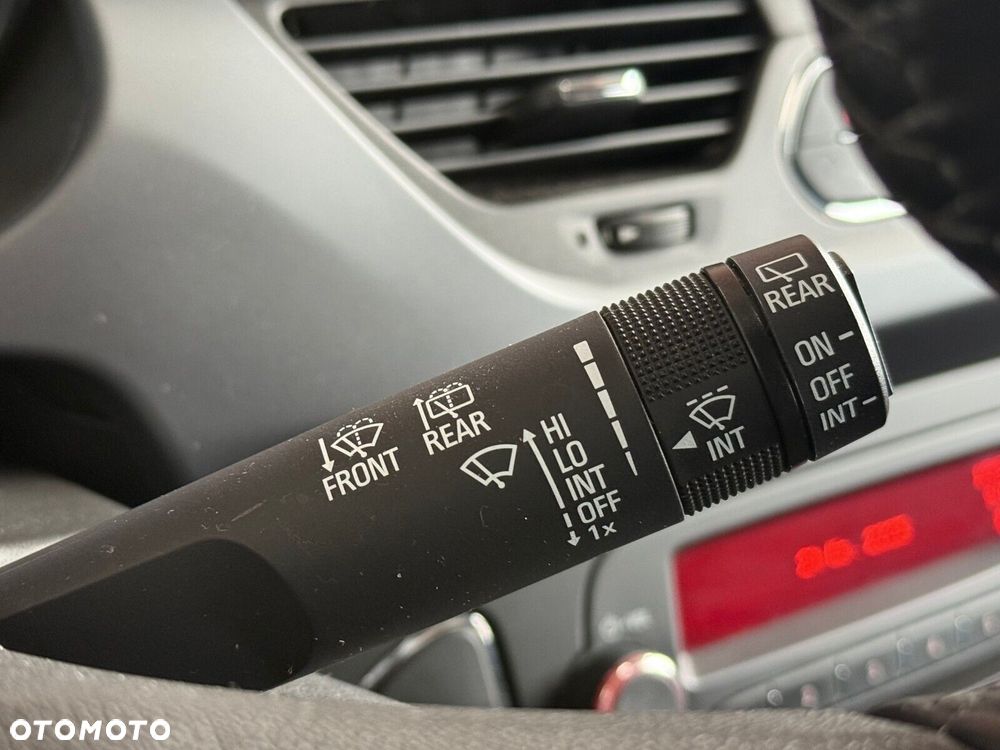 FRONT
REAR
HI
LO
INT
OFF
1x
INT
REAR
ON
OFF
INT
OTOMOTO